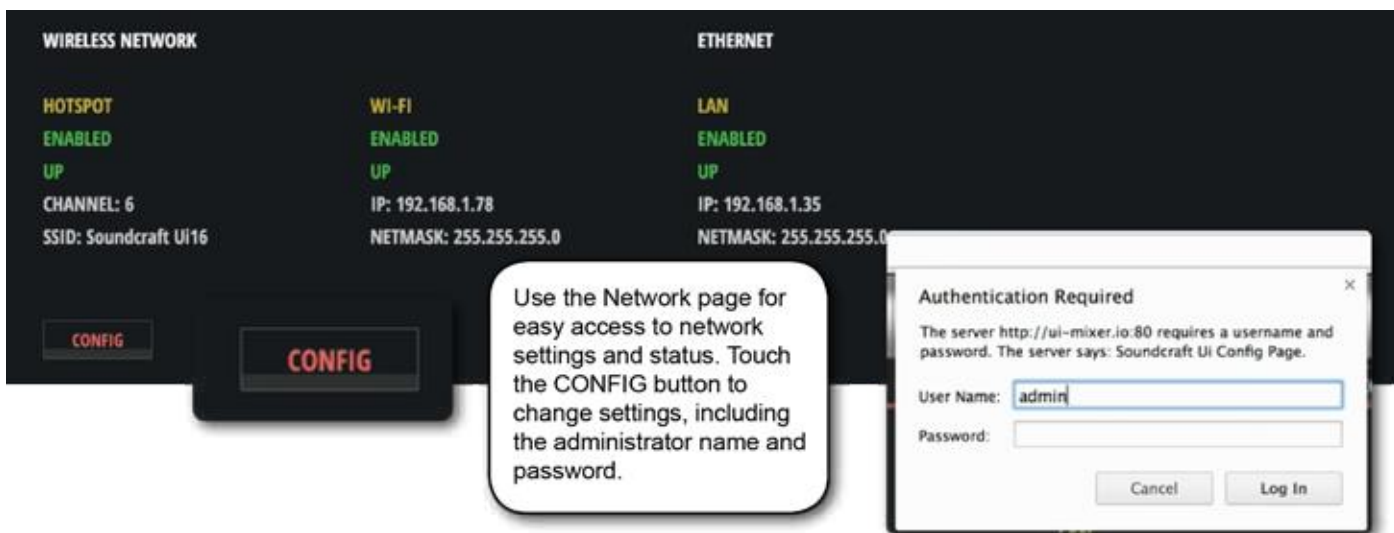 WIRELESS NETWORK
ETHERNET
HOTSPOT
ENABLED
UP
CHANNEL: 6
SSID: Soundcraft Ui16
WI-FI
ENABLED
UP
IP: 192.168.1.78
NETMASK: 255.255.255.0
LAN
ENABLED
UP
IP: 192.168.1.35
NETMASK: 255.255.255.0
CONFIG
CONFIG
Use the Network page for
easy access to network
settings and status. Touch
the CONFIG button to
change settings, including
the administrator name and
password.
Authentication Required
×
The server http://ui-mixer.io:80 requires a username and
password. The server says: Soundcraft Ui Config Page.
User Name: admin
Password:
Cancel
Log In